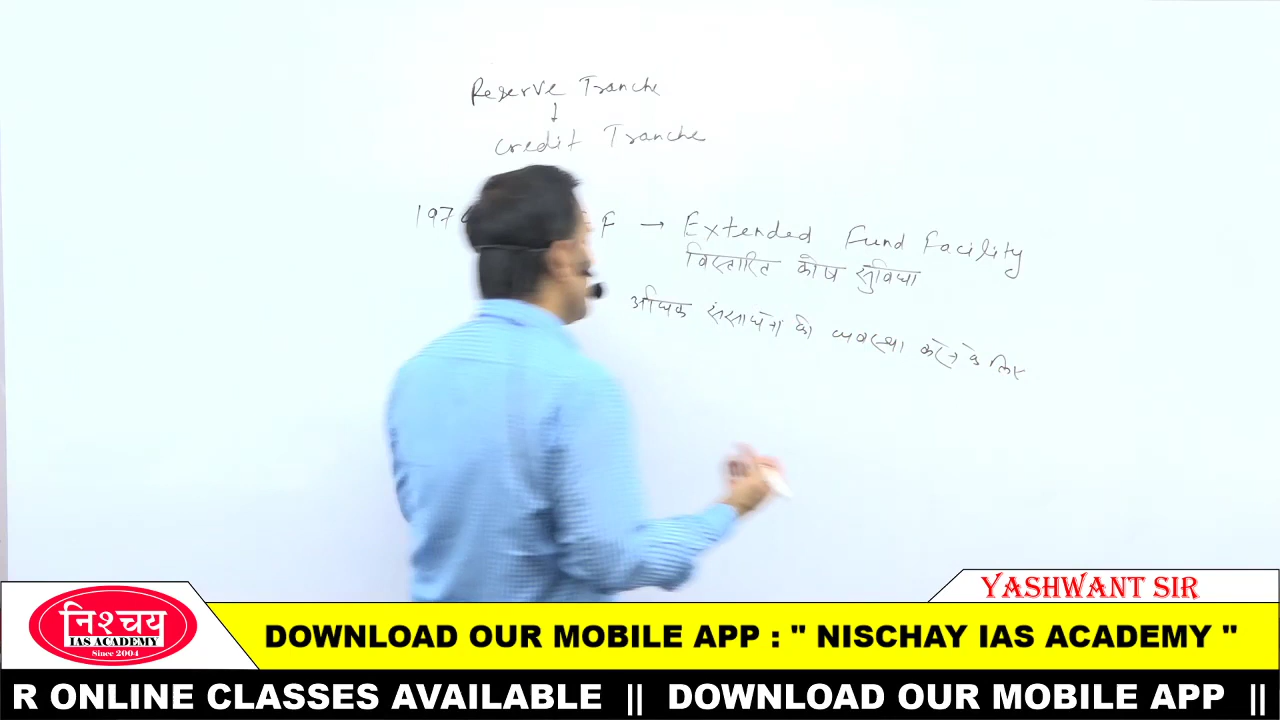 Reserve Tranche
↓
Credit Tranche
197 F → Extended Fund Facility
विस्तारित कोष सुविधा
अधिक संसाधनों की व्यवस्था करने के लिए
YASHWANT SIR
निश्चय
IAS ACADEMY
Since 2004
DOWNLOAD OUR MOBILE APP : " NISCHAY IAS ACADEMY "
R ONLINE CLASSES AVAILABLE || DOWNLOAD OUR MOBILE APP ||